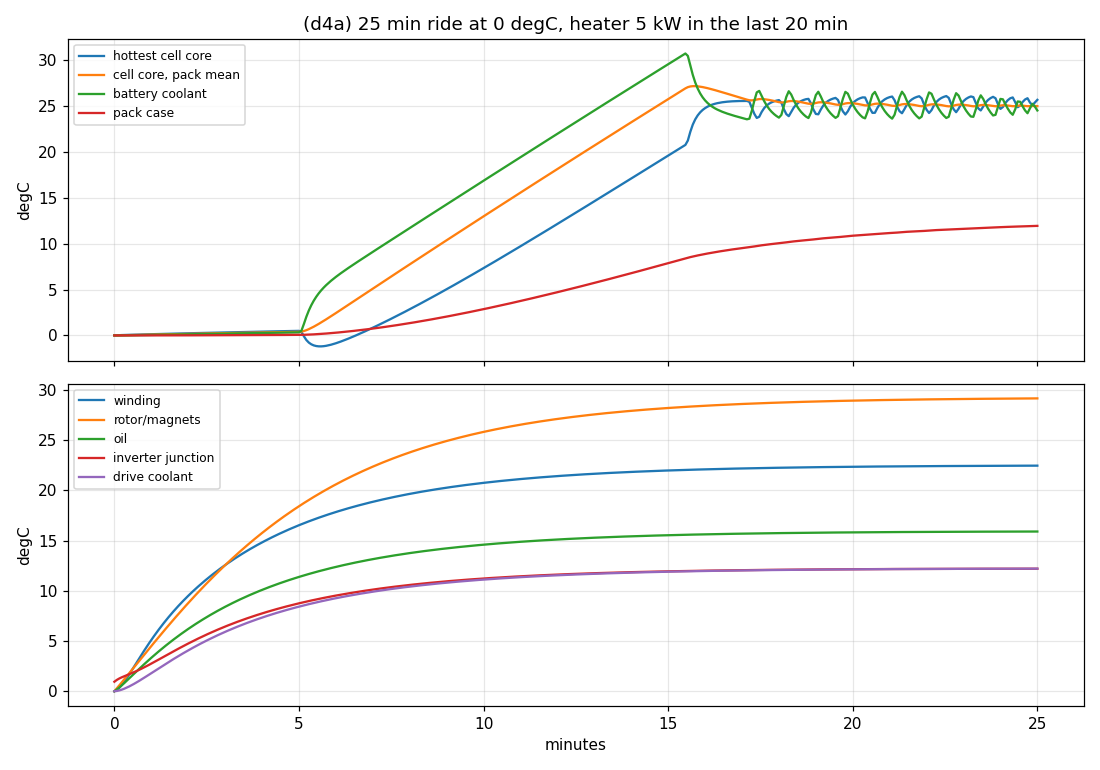 (d4a) 25 min ride at 0 degC, heater 5 kW in the last 20 min
30
25
20
15
10
5
0
degC
hottest cell core
cell core, pack mean
battery coolant
pack case
30
25
20
15
10
5
0
degC
winding
rotor/magnets
oil
inverter junction
drive coolant
0 5 10 15 20 25
minutes